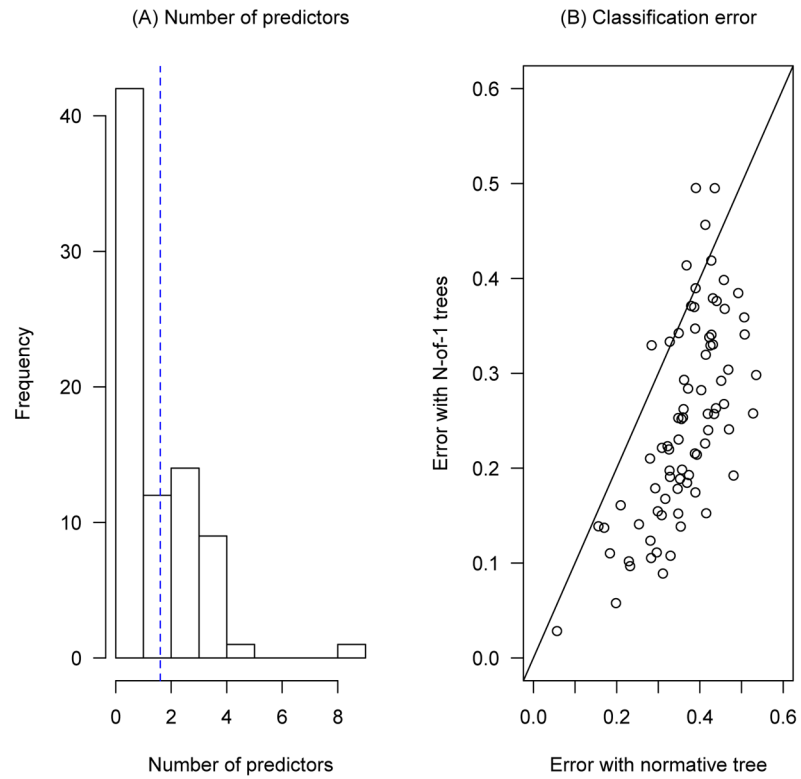 (A) Number of predictors
Frequency
40
30
20
10
0
0 2 4 6 8
Number of predictors
(B) Classification error
Error with N-of-1 trees
0.6
0.5
0.4
0.3
0.2
0.1
0.0
0.0 0.2 0.4 0.6
Error with normative tree